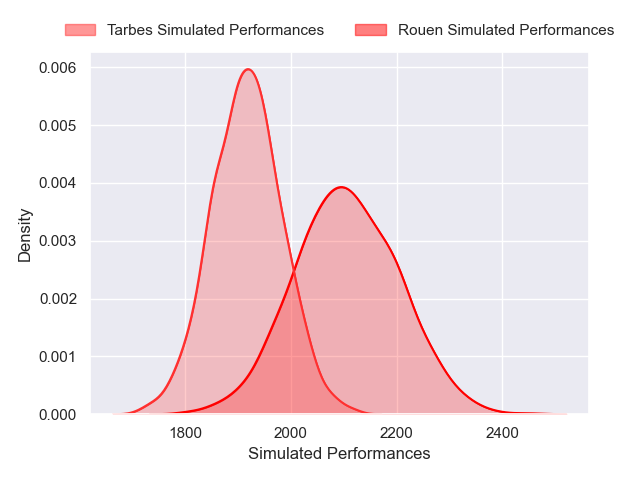 Tarbes Simulated Performances Rouen Simulated Performances
0.006
0.005
0.004
0.003
0.002
0.001
0.000
Density
1800 2000 2200 2400
Simulated Performances